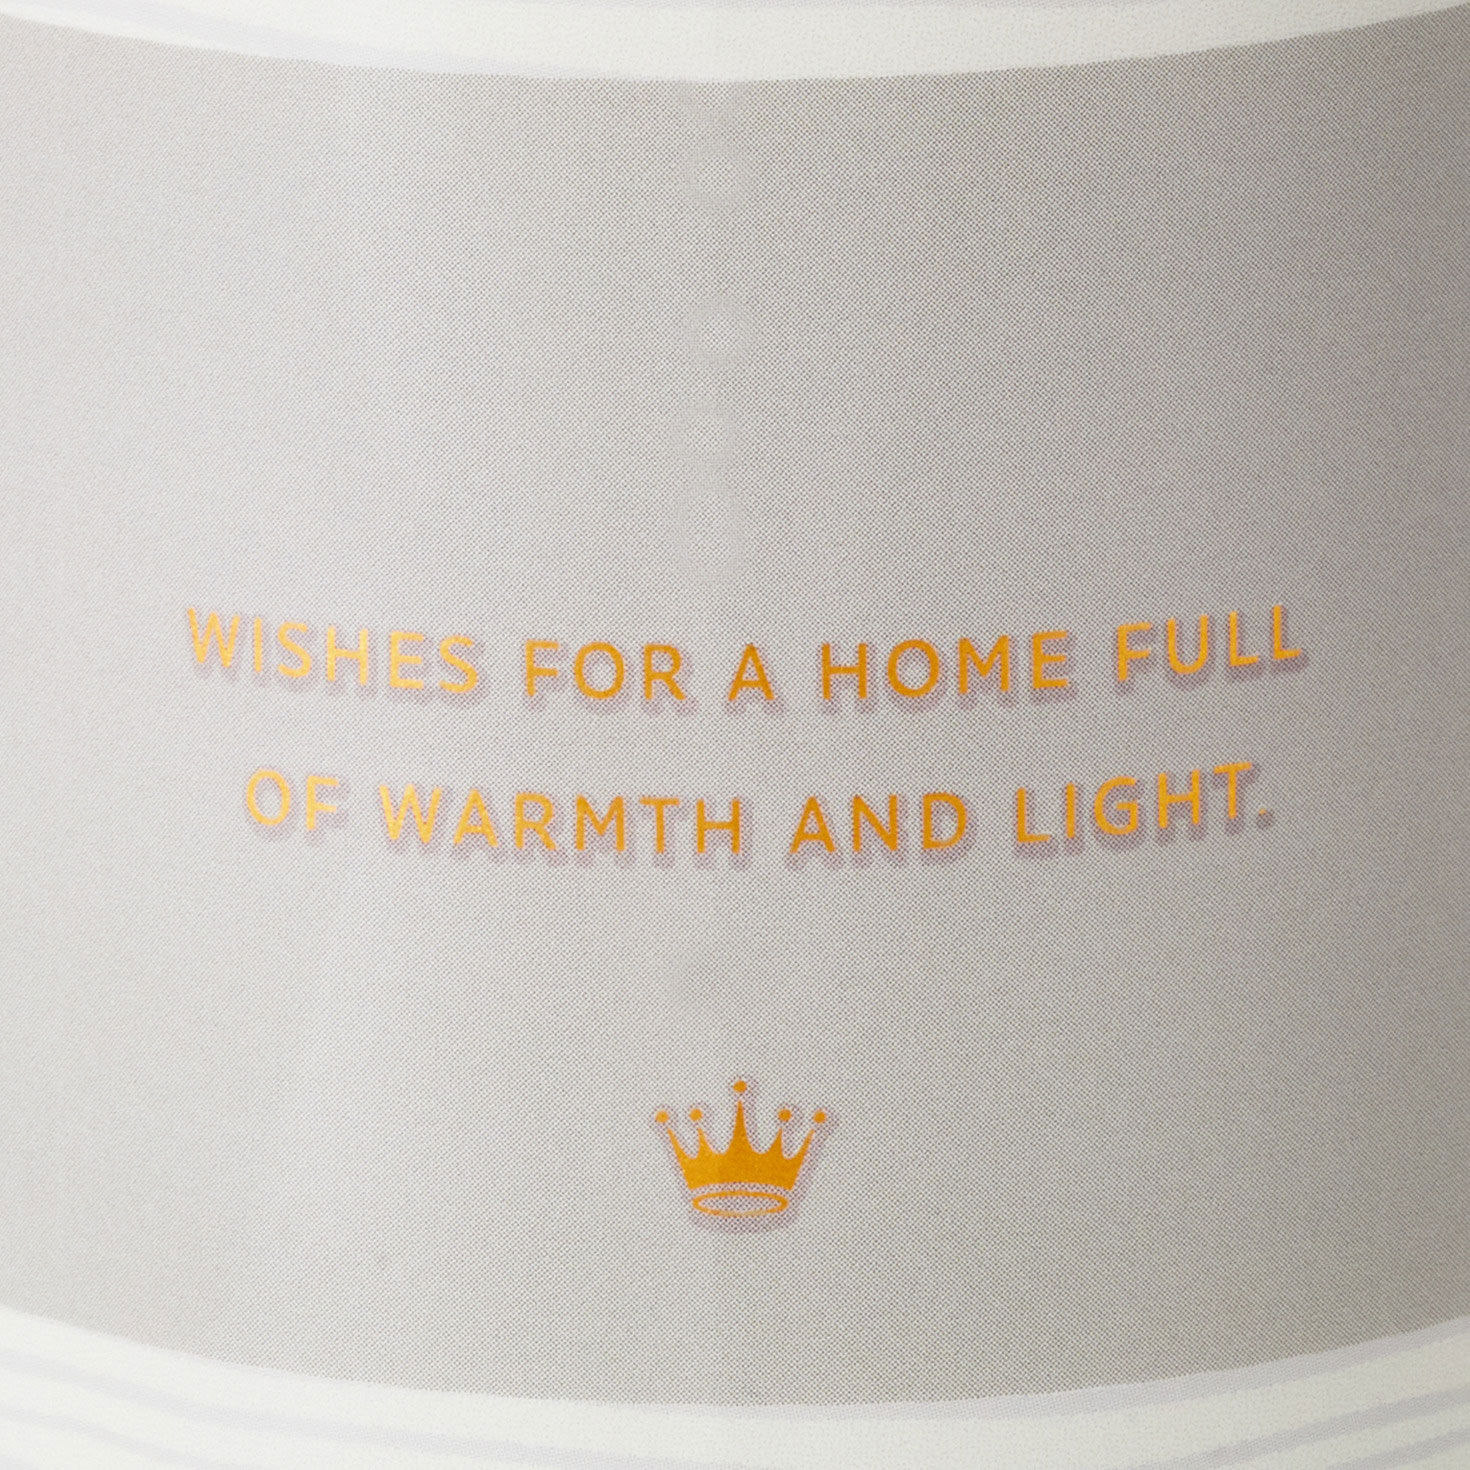 WISHES FOR A HOME FULL
OF WARMTH AND LIGHT.